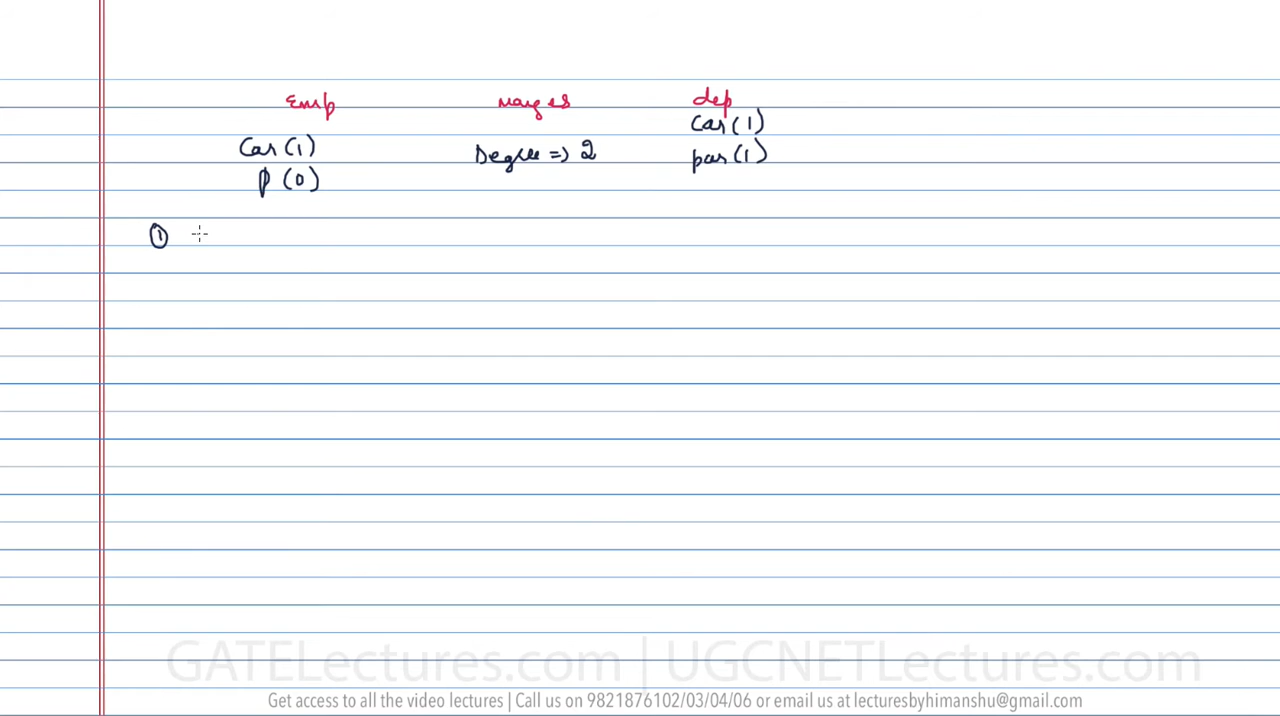 Emp Manges dep
Car(1)
Car(1) Degree => 2 par(1)
p(0)
①
GATELectures.com | UGCNETLectures.com
Get access to all the video lectures | Call us on 9821876102/03/04/06 or email us at lecturesbyhimanshu@gmail.com